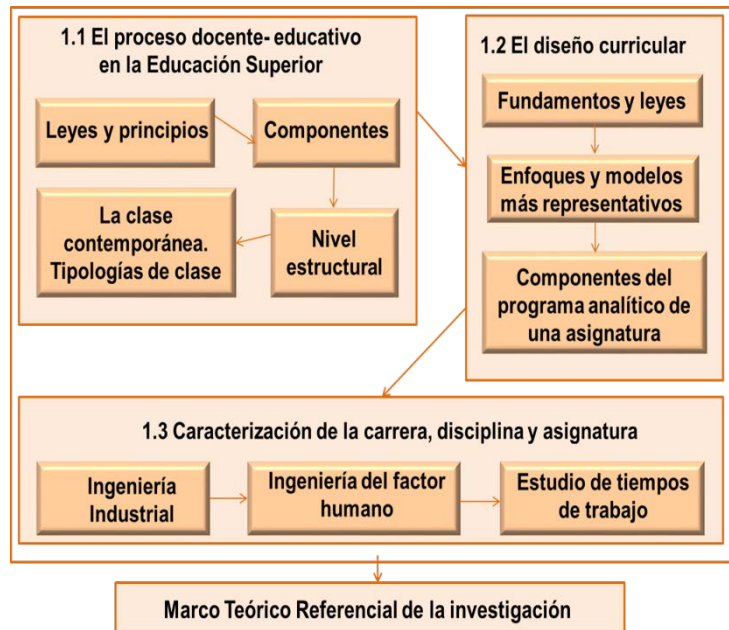 1.1 El proceso docente- educativo
en la Educación Superior
Leyes y principios
Componentes
La clase
contemporánea.
Tipologías de clase
Nivel
estructural
1.2 El diseño curricular
Fundamentos y leyes
Enfoques y modelos
más representativos
Componentes del
programa analítico de
una asignatura
1.3 Caracterización de la carrera, disciplina y asignatura
Ingeniería
Industrial
Ingeniería del factor
humano
Estudio de tiempos
de trabajo
Marco Teórico Referencial de la investigación